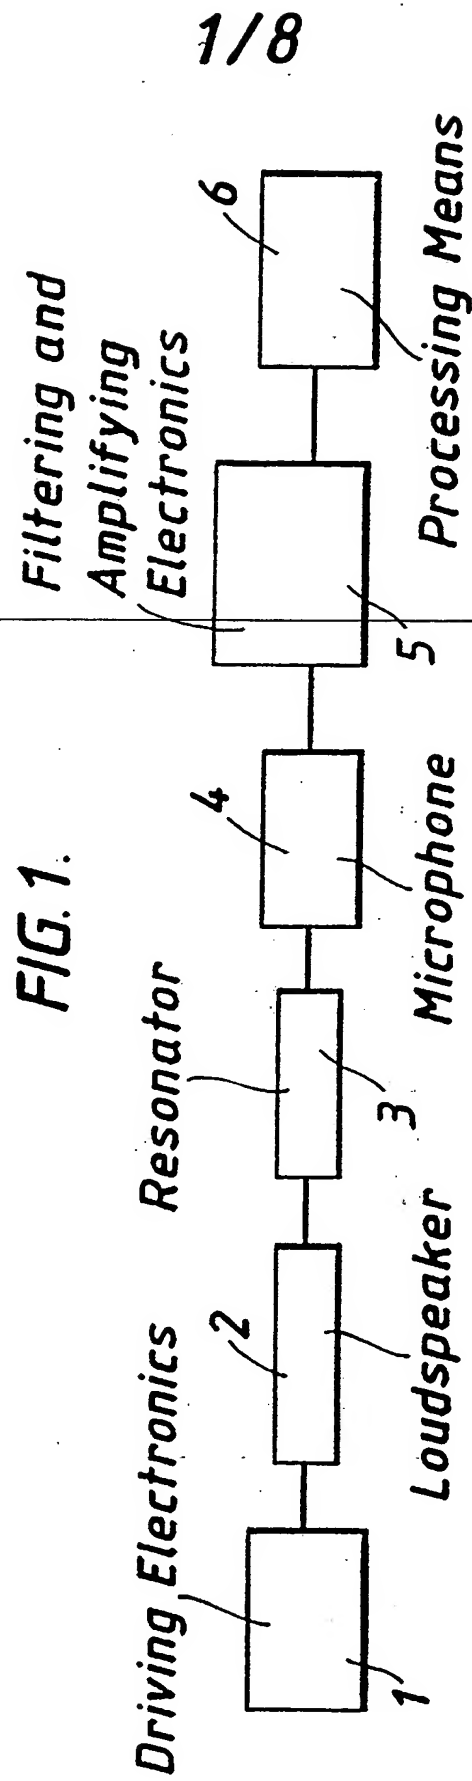 1/8
FIG. 1.
Driving Electronics
1
2
Loudspeaker
Resonator
3
4
Microphone
Filtering and
Amplifying
Electronics
5
6
Processing Means